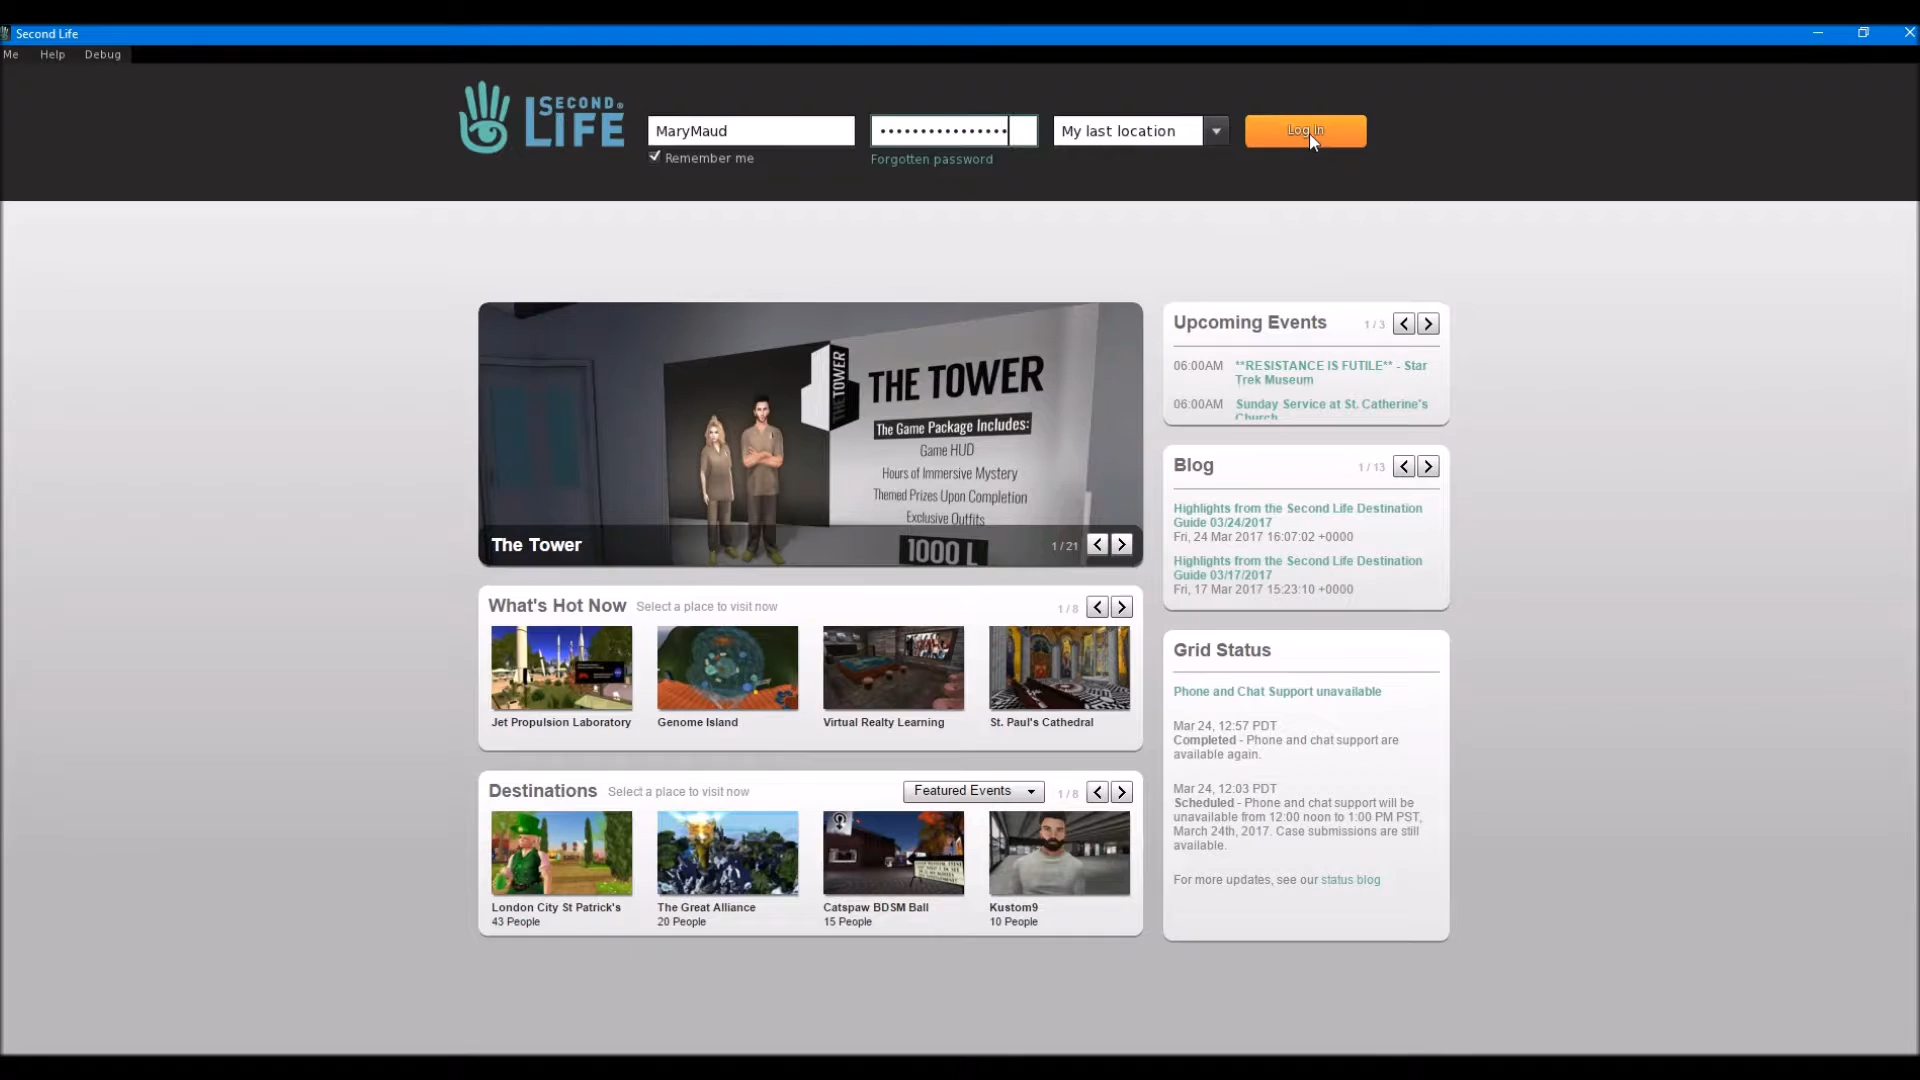 Second Life
Me Help Debug
SECOND
LIFE
MaryMaud
Remember me
Forgotten password
My last location
Log In
THE TOWER
THE TOWER
The Game Package Includes:
Game HUD
Hours of Immersive Mystery
Themed Prizes Upon Completion
Exclusive Outfits
1000 L
The Tower
1 / 21
What's Hot Now Select a place to visit now 1 / 8
Jet Propulsion Laboratory
Genome Island
Virtual Realty Learning
St. Paul's Cathedral
Destinations Select a place to visit now Featured Events 1 / 8
London City St Patrick's
43 People
The Great Alliance
20 People
Catspaw BDSM Ball
15 People
Kustom9
10 People
Upcoming Events 1 / 3
06:00AM **RESISTANCE IS FUTILE** - Star
Trek Museum
06:00AM Sunday Service at St. Catherine's
Church
Blog 1 / 13
Highlights from the Second Life Destination
Guide 03/24/2017
Fri, 24 Mar 2017 16:07:02 +0000
Highlights from the Second Life Destination
Guide 03/17/2017
Fri, 17 Mar 2017 15:23:10 +0000
Grid Status
Phone and Chat Support unavailable
Mar 24, 12:57 PDT
Completed - Phone and chat support are
available again.
Mar 24, 12:03 PDT
Scheduled - Phone and chat support will be
unavailable from 12:00 noon to 1:00 PM PST,
March 24th, 2017. Case submissions are still
available.
For more updates, see our status blog